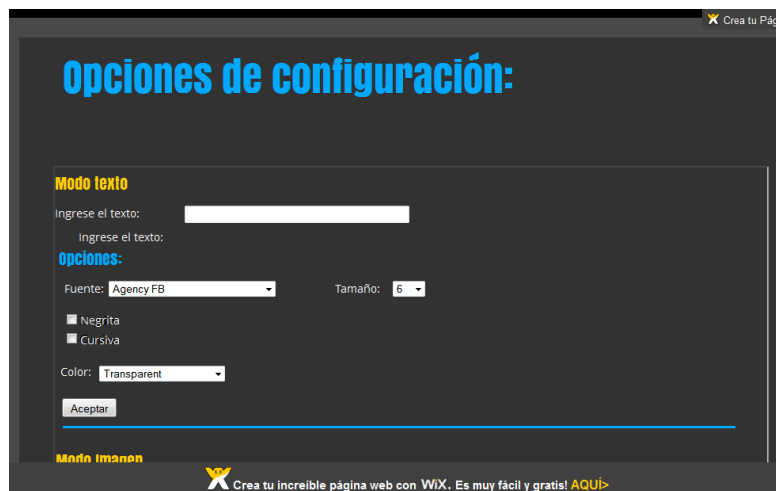 Crea tu Pág
Opciones de configuración:
Modo texto
Ingrese el texto:
Ingrese el texto:
Opciones:
Fuente: Agency FB Tamaño: 6
Negrita
Cursiva
Color: Transparent
Aceptar
Modo Imagen
Crea tu increíble página web con WiX. Es muy fácil y gratis! AQUÍ>